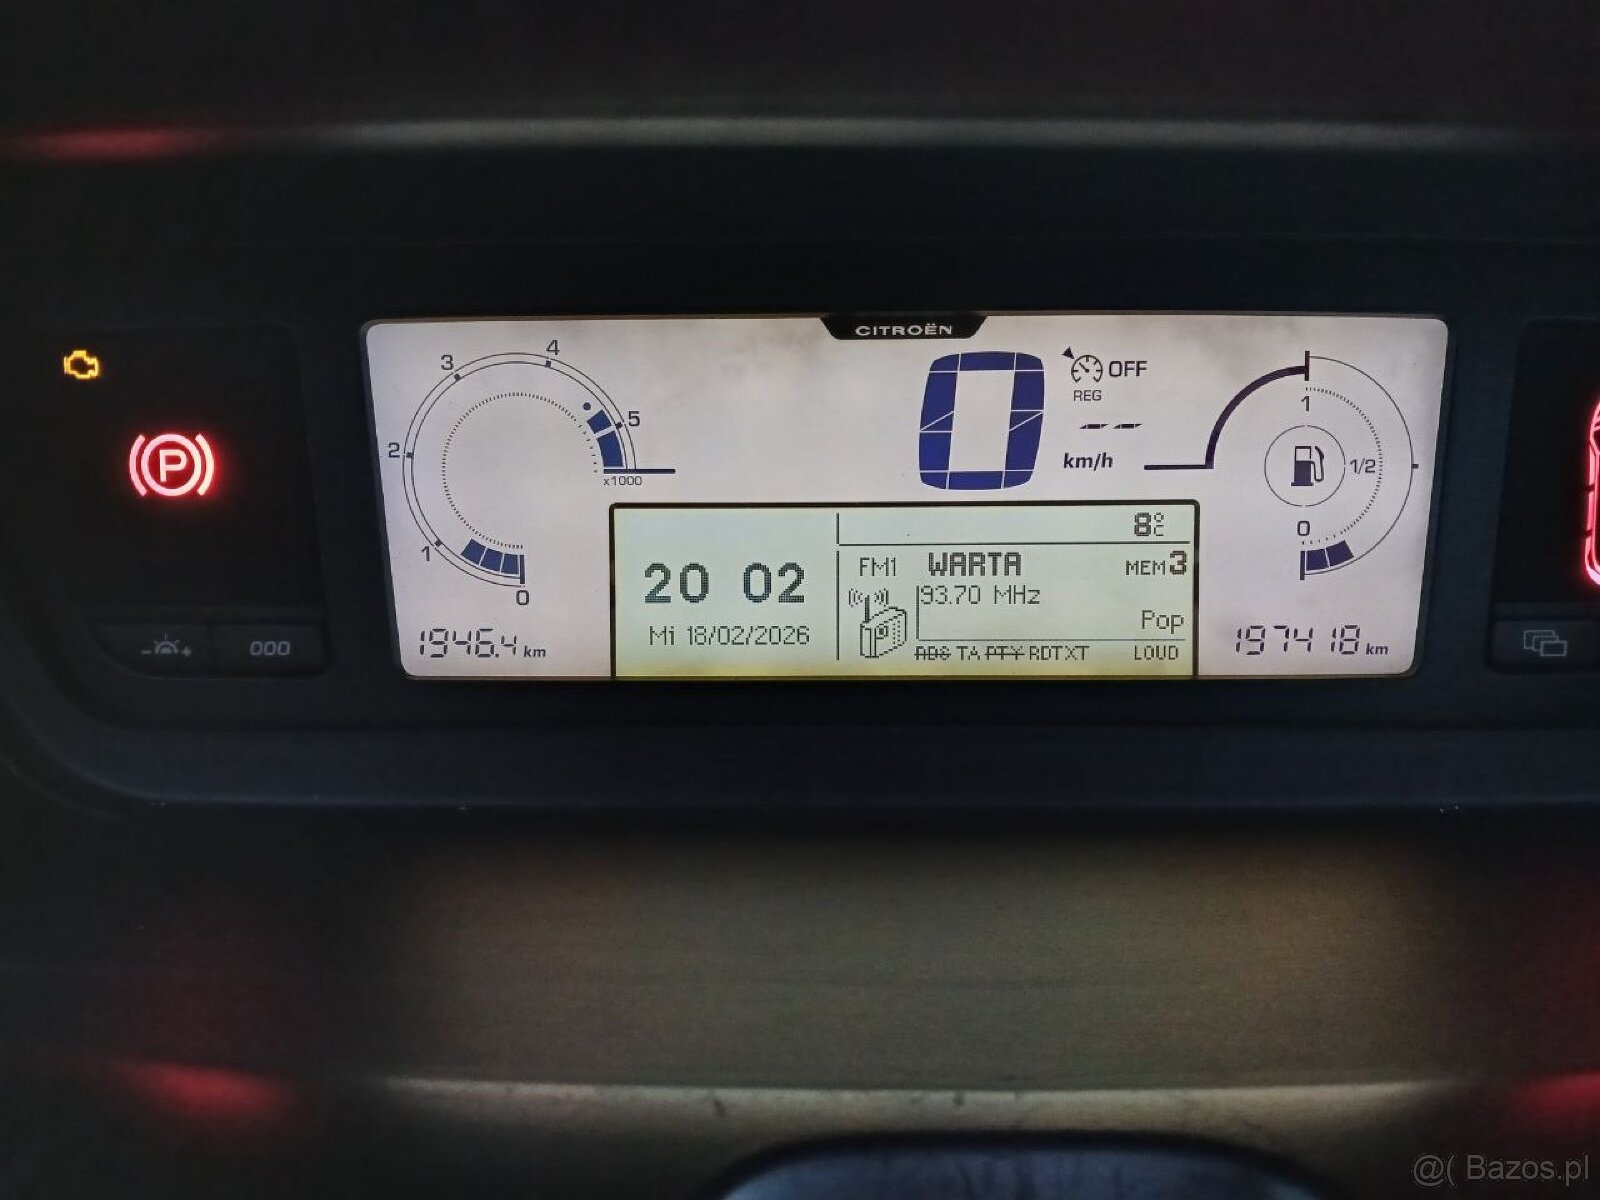 CITROËN
4
3
5
2
x1000
1
0
1946.4 km
0
OFF
REG
-- --
km/h
1
1/2
0
197418 km
8°C
20 02
Mi 18/02/2026
FM1 WARTA MEM3
93.70 MHz
Pop
RDS TA PTY RDTXT LOUD
P
- +
000
@( Bazos.pl